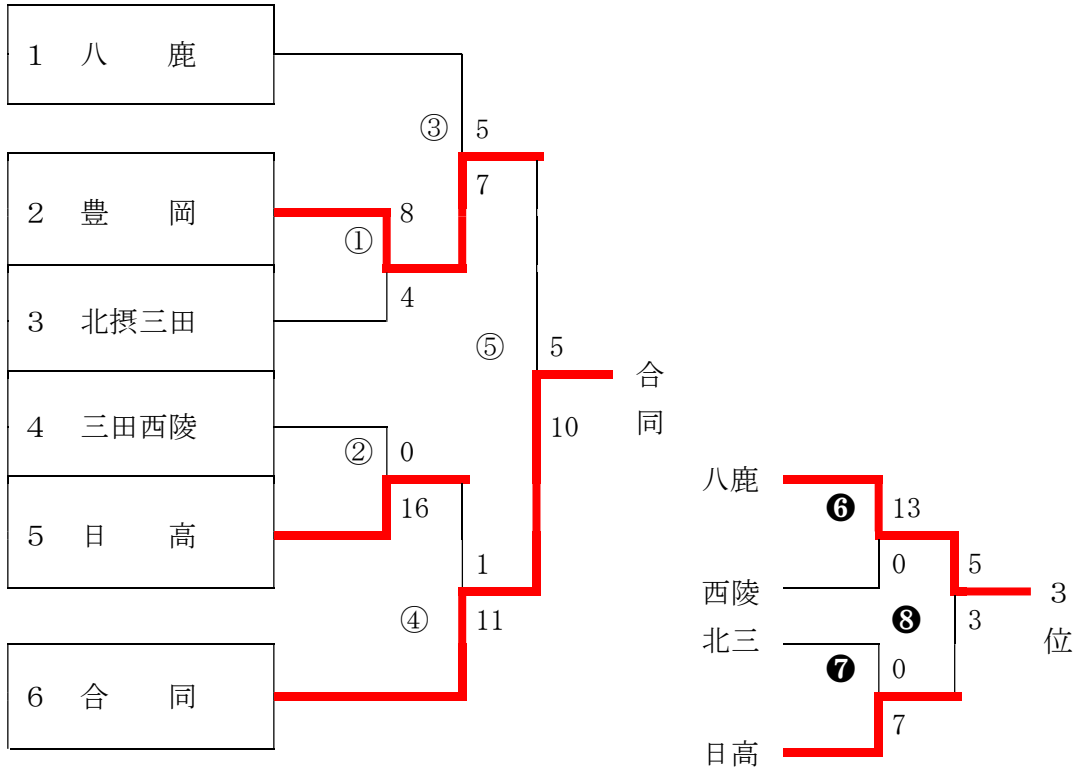 １ 八 鹿
③ 5
7
２ 豊 岡
8
①
4
３ 北摂三田
⑤ 5
合
同
10
４ 三田西陵
② 0
16
５ 日 高
1
④ 11
６ 合 同
八鹿
❻ 13
0
西陵
5
３
位
❽ 3
北三
❼ 0
7
日高